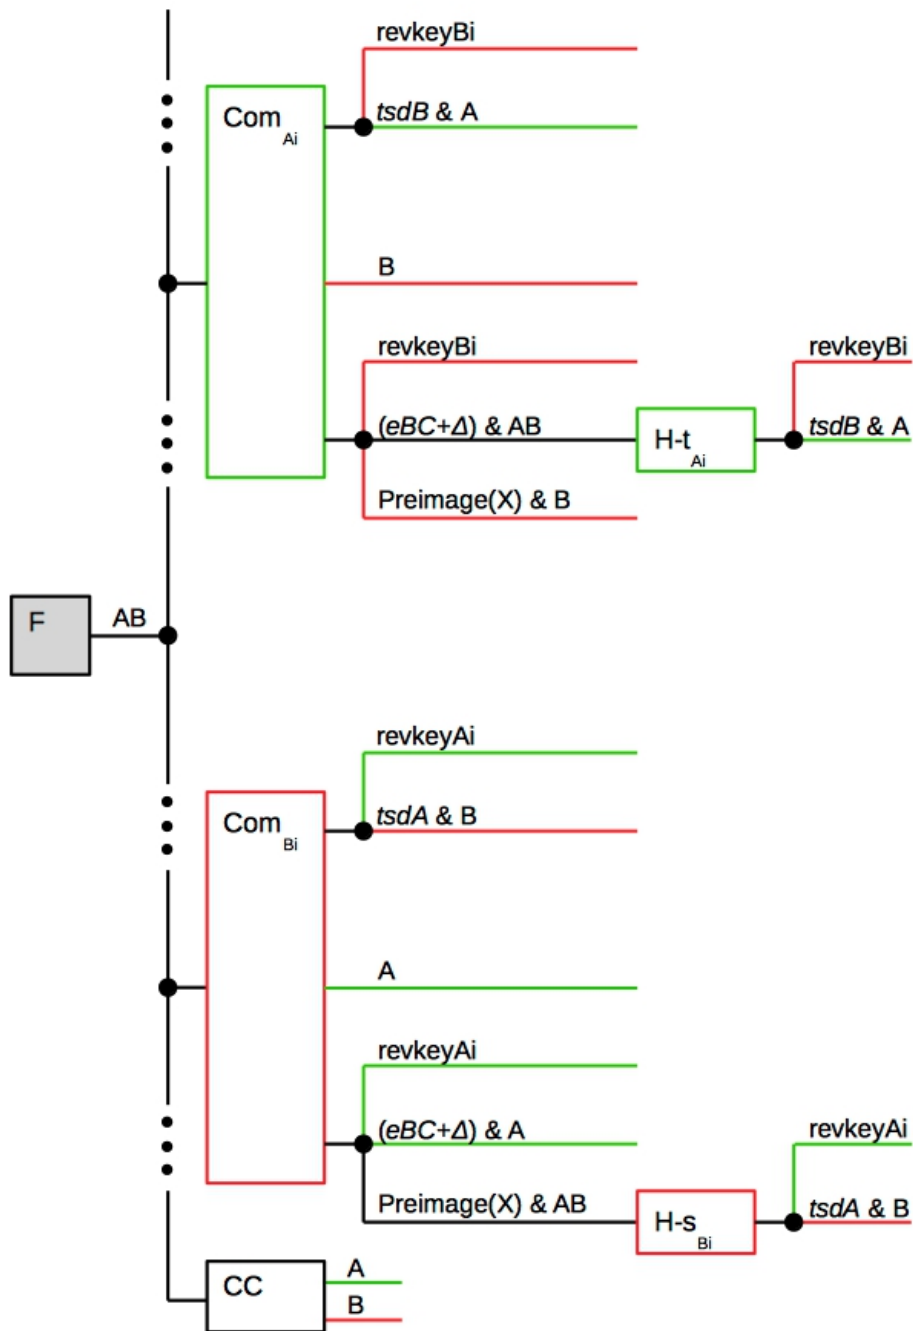 revkeyBi
Com Ai
tsdB & A
B
revkeyBi
revkeyBi
(eBC+Δ) & AB
H-t Ai
tsdB & A
Preimage(X) & B
F
AB
revkeyAi
Com Bi
tsdA & B
A
revkeyAi
(eBC+Δ) & A
revkeyAi
Preimage(X) & AB
H-s Bi
tsdA & B
CC
A
B